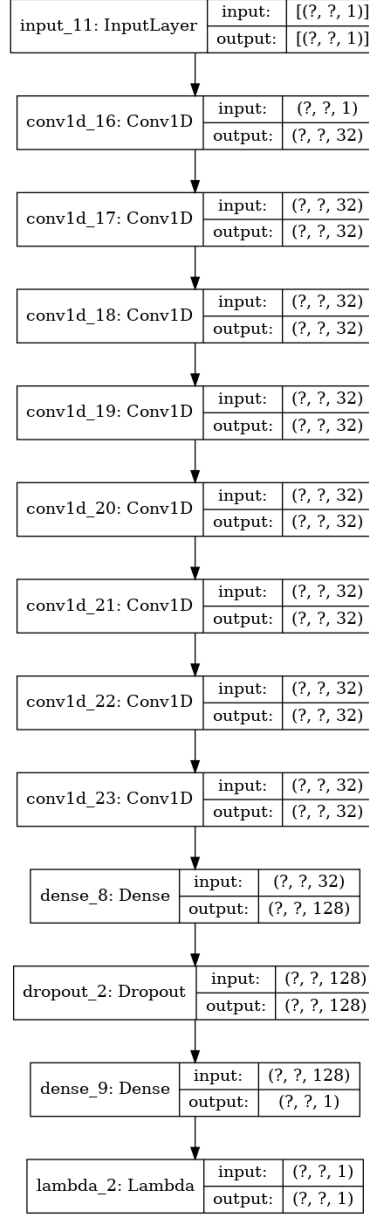 input_11: InputLayer
input: [(?, ?, 1)]
output: [(?, ?, 1)]
conv1d_16: Conv1D
input: (?, ?, 1)
output: (?, ?, 32)
conv1d_17: Conv1D
input: (?, ?, 32)
output: (?, ?, 32)
conv1d_18: Conv1D
input: (?, ?, 32)
output: (?, ?, 32)
conv1d_19: Conv1D
input: (?, ?, 32)
output: (?, ?, 32)
conv1d_20: Conv1D
input: (?, ?, 32)
output: (?, ?, 32)
conv1d_21: Conv1D
input: (?, ?, 32)
output: (?, ?, 32)
conv1d_22: Conv1D
input: (?, ?, 32)
output: (?, ?, 32)
conv1d_23: Conv1D
input: (?, ?, 32)
output: (?, ?, 32)
dense_8: Dense
input: (?, ?, 32)
output: (?, ?, 128)
dropout_2: Dropout
input: (?, ?, 128)
output: (?, ?, 128)
dense_9: Dense
input: (?, ?, 128)
output: (?, ?, 1)
lambda_2: Lambda
input: (?, ?, 1)
output: (?, ?, 1)